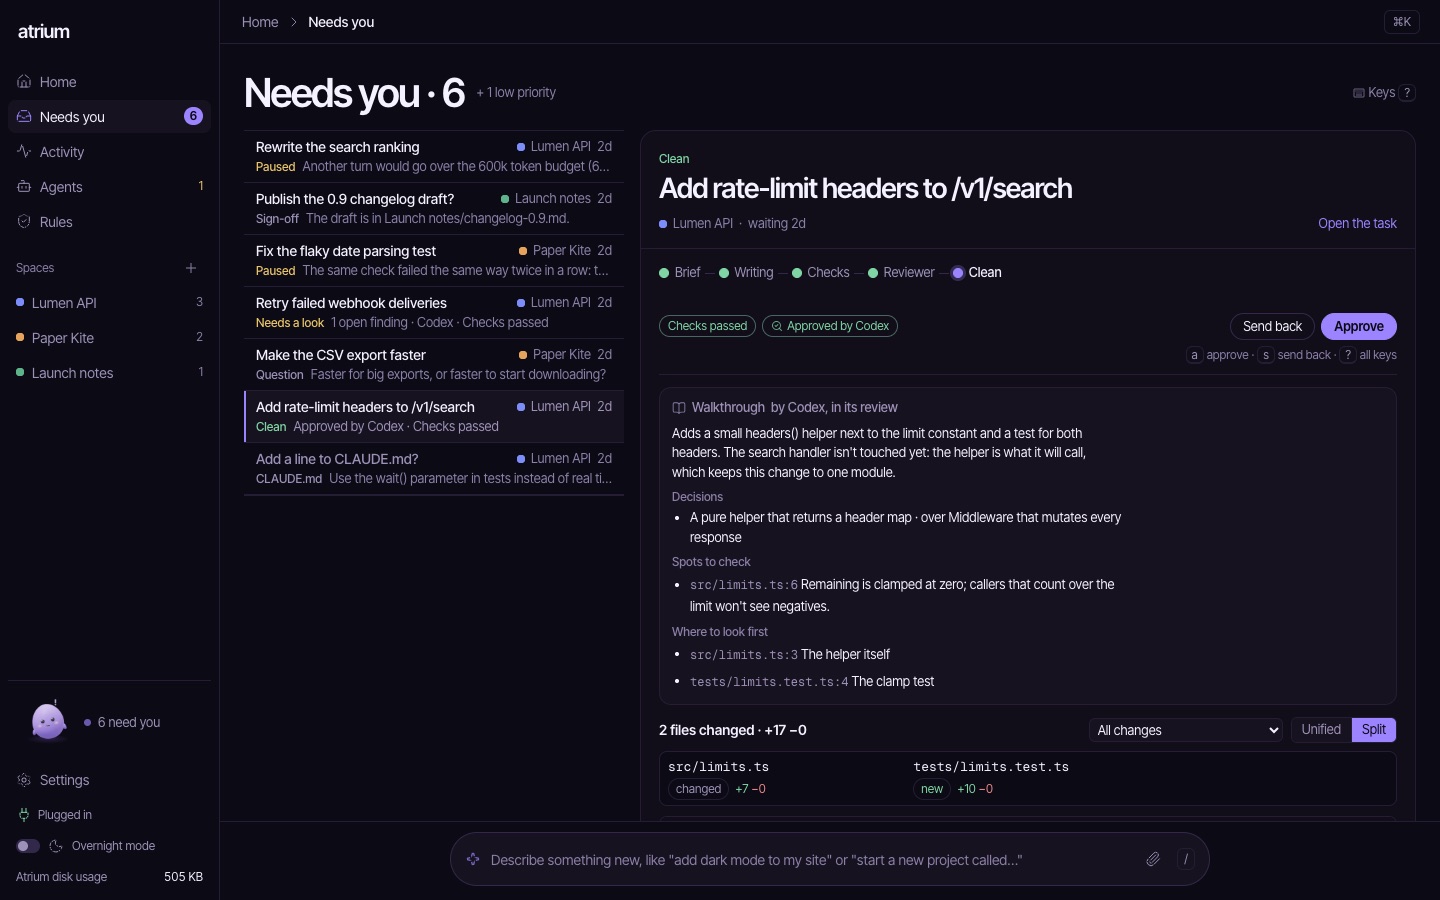 atrium
Home
Needs you 6
Activity
Agents 1
Rules
Spaces
Lumen API 3
Paper Kite 2
Launch notes 1
6 need you
Settings
Plugged in
Overnight mode
Atrium disk usage 505 KB
Home Needs you ⌘K
Needs you · 6 + 1 low priority Keys ?
Rewrite the search ranking Lumen API 2d
Paused Another turn would go over the 600k token budget (6…
Publish the 0.9 changelog draft? Launch notes 2d
Sign-off The draft is in Launch notes/changelog-0.9.md.
Fix the flaky date parsing test Paper Kite 2d
Paused The same check failed the same way twice in a row: t…
Retry failed webhook deliveries Lumen API 2d
Needs a look 1 open finding · Codex · Checks passed
Make the CSV export faster Paper Kite 2d
Question Faster for big exports, or faster to start downloading?
Add rate-limit headers to /v1/search Lumen API 2d
Clean Approved by Codex · Checks passed
Add a line to CLAUDE.md? Lumen API 2d
CLAUDE.md Use the wait() parameter in tests instead of real ti…
Clean
Add rate-limit headers to /v1/search
Lumen API · waiting 2d Open the task
Brief Writing Checks Reviewer Clean
Checks passed Approved by Codex Send back Approve
a approve · s send back · ? all keys
Walkthrough by Codex, in its review
Adds a small headers() helper next to the limit constant and a test for both
headers. The search handler isn't touched yet: the helper is what it will call,
which keeps this change to one module.
Decisions
• A pure helper that returns a header map · over Middleware that mutates every
response
Spots to check
• src/limits.ts:6 Remaining is clamped at zero; callers that count over the
limit won't see negatives.
Where to look first
• src/limits.ts:3 The helper itself
• tests/limits.test.ts:4 The clamp test
2 files changed · +17 −0 All changes Unified Split
src/limits.ts tests/limits.test.ts
changed +7 −0 new +10 −0
Describe something new, like "add dark mode to my site" or "start a new project called…" /